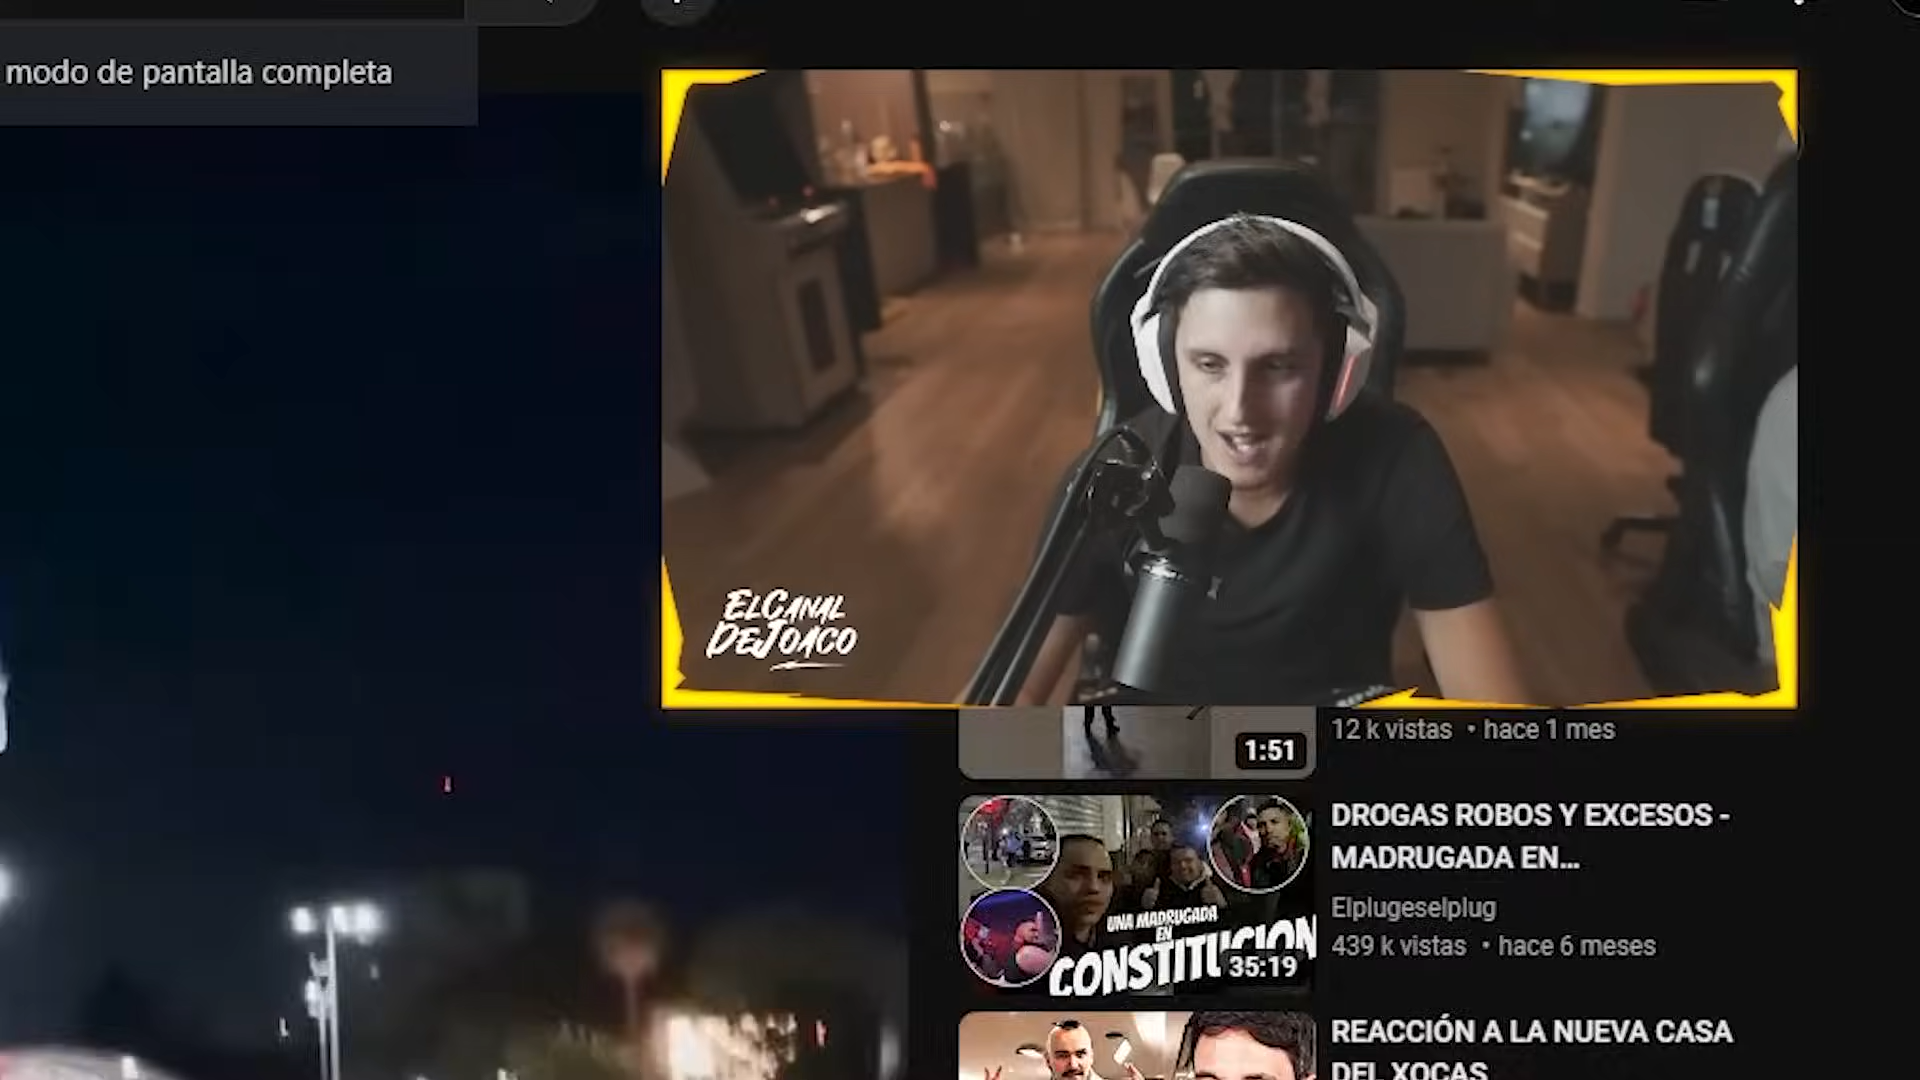 modo de pantalla completa
ELCANAL
DEJOACO
12 k vistas • hace 1 mes
1:51
DROGAS ROBOS Y EXCESOS -
MADRUGADA EN...
Elplugeselplug
439 k vistas • hace 6 meses
UNA MADRUGADA
EN
CONSTITUCION
35:19
REACCIÓN A LA NUEVA CASA
DEL XOCAS